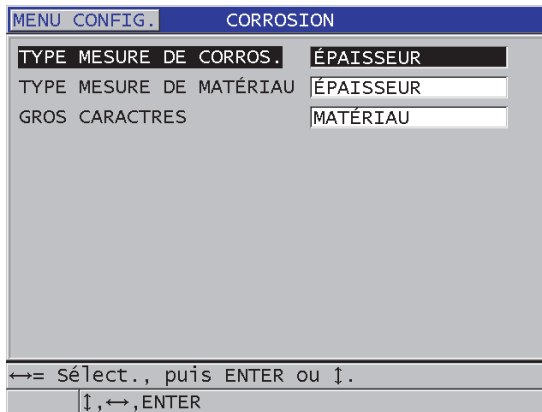 MENU CONFIG. CORROSION
TYPE MESURE DE CORROS. ÉPAISSEUR
TYPE MESURE DE MATÉRIAU ÉPAISSEUR
GROS CARACTRES MATÉRIAU
↔= Sélect., puis ENTER ou ↕.
↕,↔,ENTER